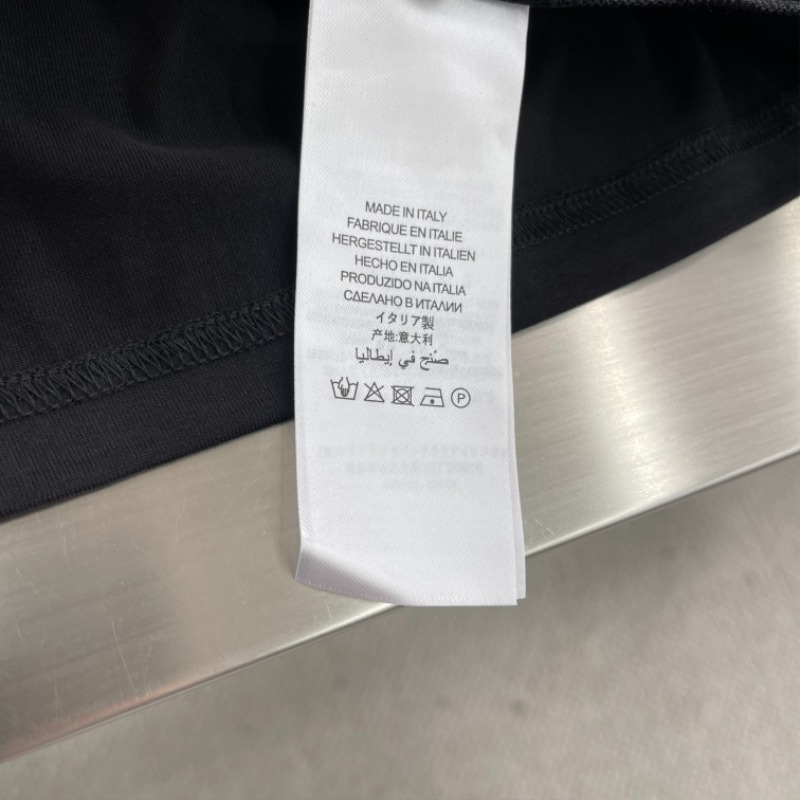 MADE IN ITALY
FABRIQUE EN ITALIE
HERGESTELLT IN ITALIEN
HECHO EN ITALIA
PRODUZIDO NA ITALIA
СДЕЛАНО В ИТАЛИИ
イタリア製
产地:意大利
صُنع في إيطاليا
P